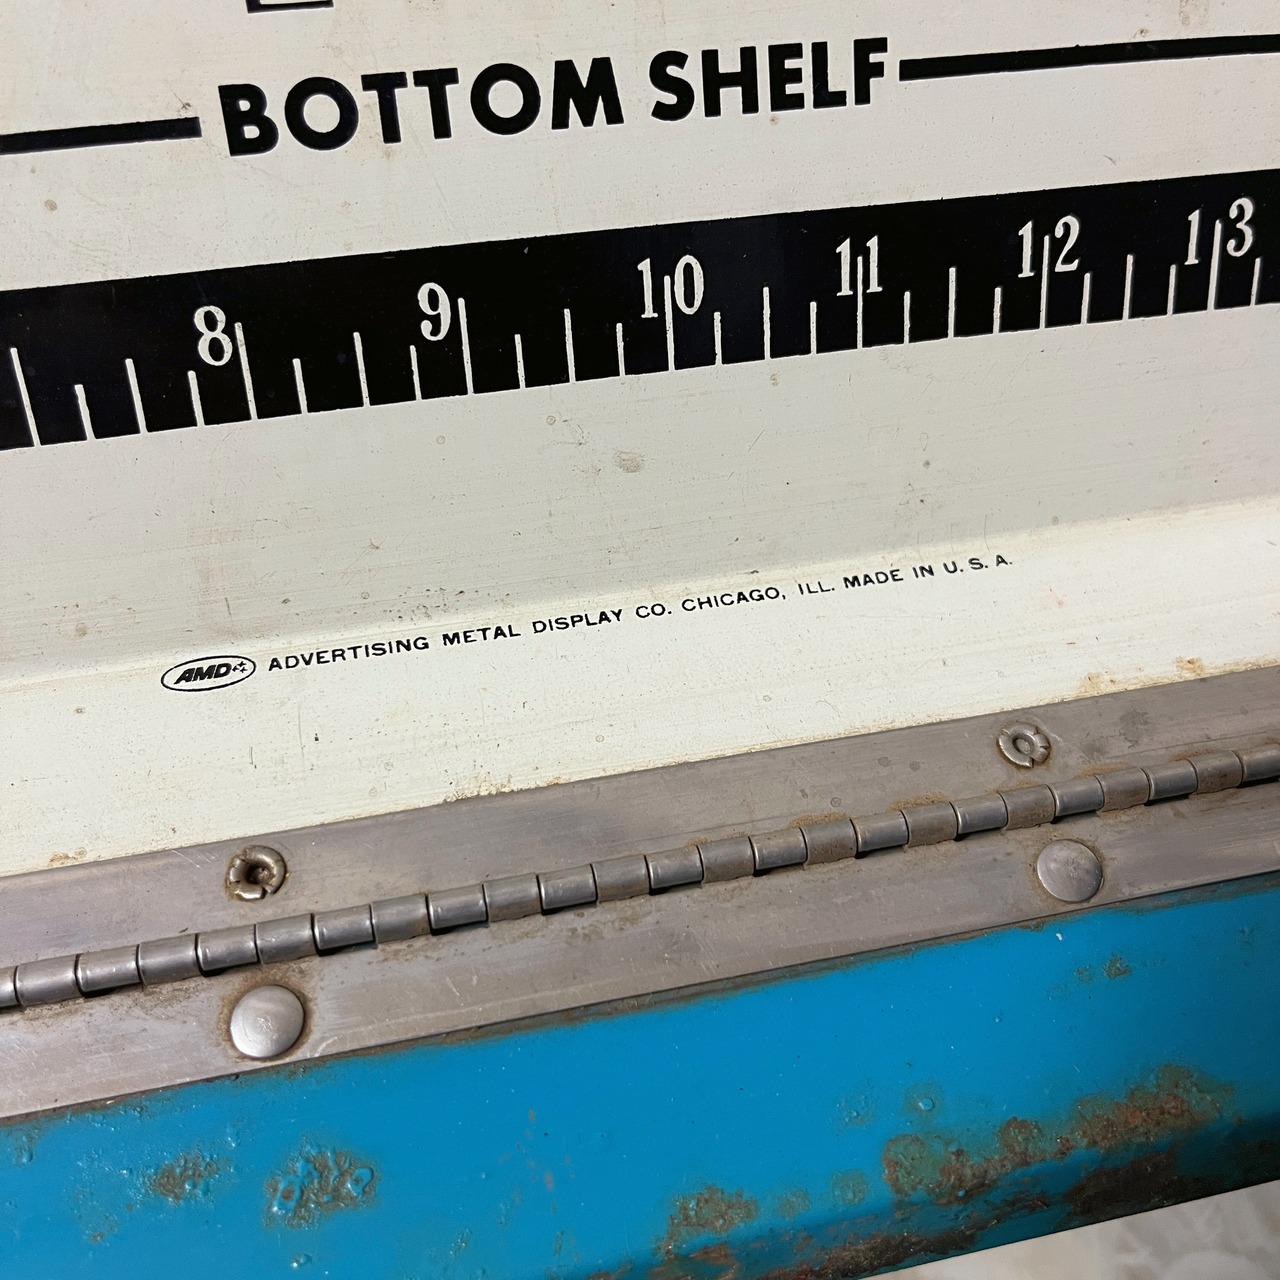 BOTTOM SHELF
8 9 10 11 12 13
AMD ADVERTISING METAL DISPLAY CO. CHICAGO, ILL. MADE IN U.S.A.